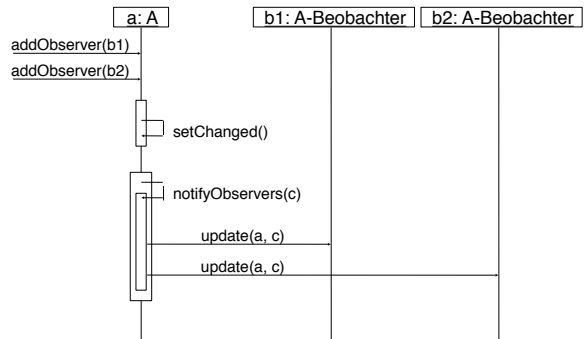 a: A
b1: A-Beobachter
b2: A-Beobachter
addObserver(b1)
addObserver(b2)
setChanged()
notifyObservers(c)
update(a, c)
update(a, c)